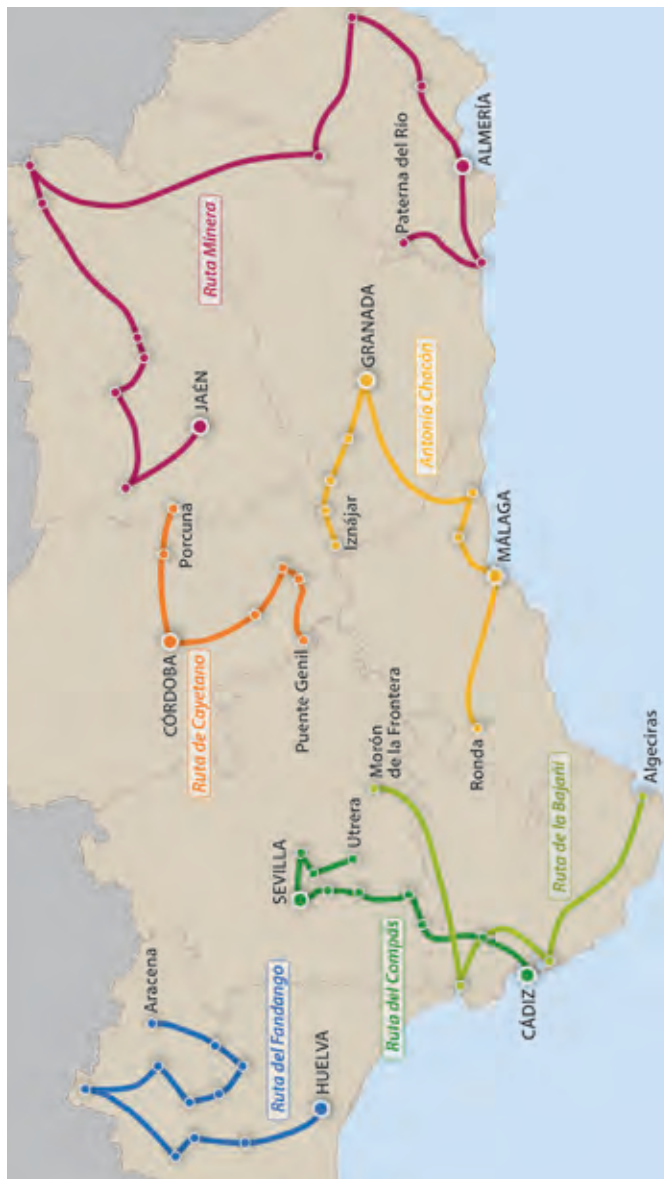 Aracena
Ruta del Fandango
HUELVA
SEVILLA
Utrera
Ruta del Compás
CÁDIZ
Morón
de la Frontera
Ruta de la Bajañí
Algeciras
CÓRDOBA
Porcuna
Ruta de Cayetano
Puente Genil
Iznájar
GRANADA
Antonio Chacón
MÁLAGA
Ronda
JAÉN
Ruta Minera
Paterna del Río
ALMERÍA